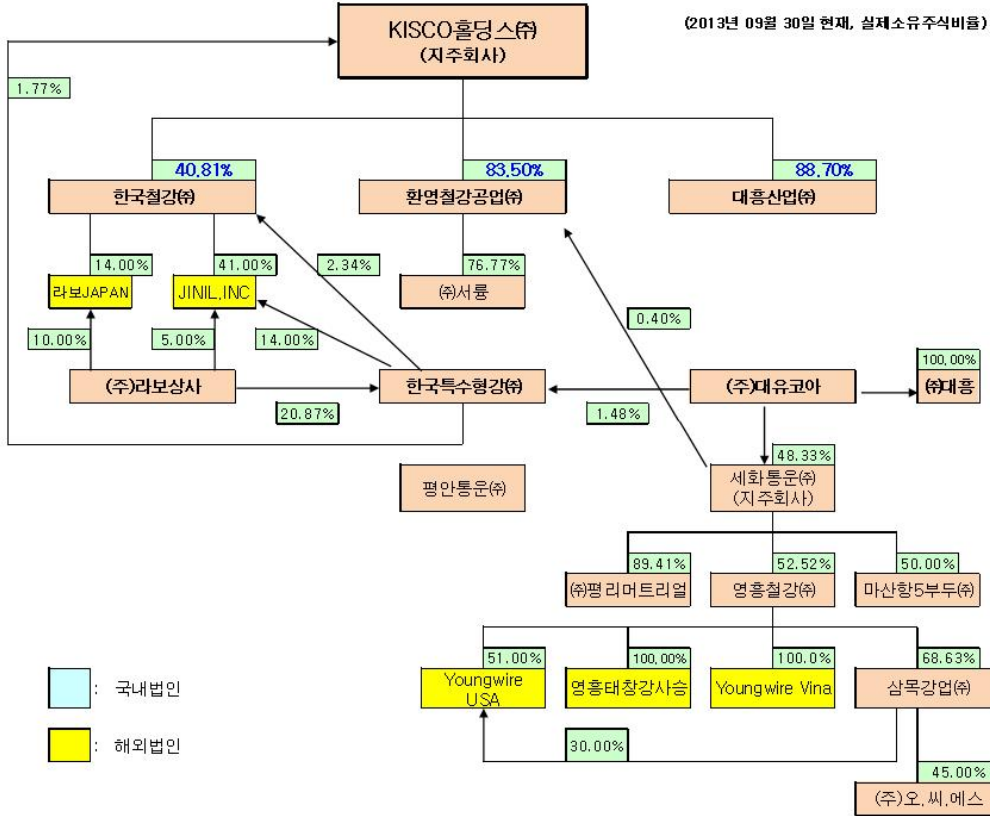 KISCO홀딩스㈜
(지주회사)
(2013년 09월 30일 현재, 실제소유주식비율)
1.77%
40.81%
83.50%
88.70%
한국철강㈜
환영철강공업㈜
대흥산업㈜
14.00%
41.00%
2.34%
76.77%
라보JAPAN
JINIL.INC
㈜서륭
0.40%
10.00%
5.00%
14.00%
100.00%
(주)라보상사
한국특수형강㈜
(주)대유코아
㈜대흥
20.87%
1.48%
48.33%
평안통운㈜
세화통운㈜
(지주회사)
89.41%
52.52%
50.00%
㈜평리머트리얼
영흥철강㈜
마산항5부두㈜
51.00%
100.00%
100.0%
68.63%
Youngwire
USA
영흥태창강사승
Youngwire Vina
삼목강업㈜
: 국내법인
: 해외법인
30.00%
45.00%
(주)오.씨.에스